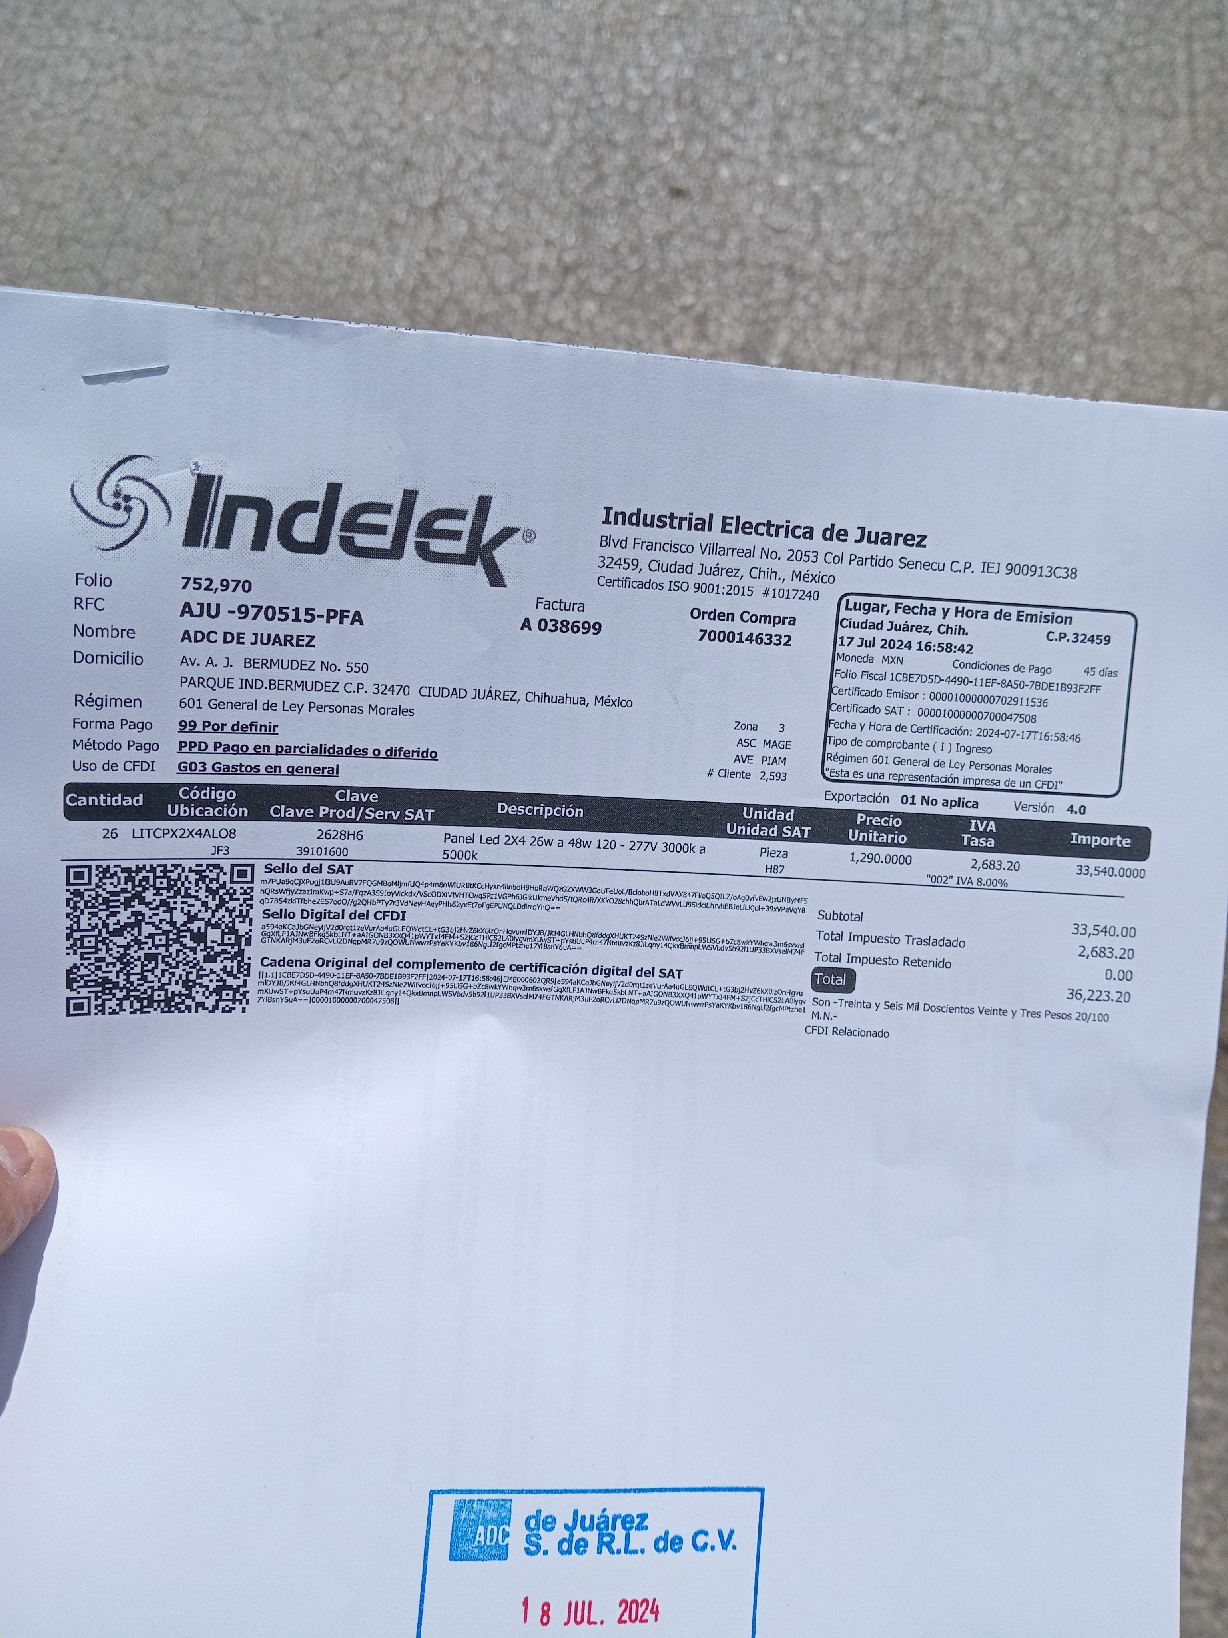 Indelek®
Industrial Electrica de Juarez
Blvd Francisco Villarreal No. 2053 Col Partido Senecu C.P. IEJ 900913C38
32459, Ciudad Juárez, Chih., México
Certificados ISO 9001:2015 #1017240
Folio 752,970
RFC AJU -970515-PFA
Nombre ADC DE JUAREZ
Domicilio Av. A. J. BERMUDEZ No. 550
PARQUE IND.BERMUDEZ C.P. 32470 CIUDAD JUÁREZ, Chihuahua, México
Régimen 601 General de Ley Personas Morales
Forma Pago 99 Por definir
Método Pago PPD Pago en parcialidades o diferido
Uso de CFDI G03 Gastos en general
Factura
A 038699
Orden Compra
7000146332
Zona 3
ASC MAGE
AVE PIAM
# Cliente 2,593
Lugar, Fecha y Hora de Emision
Ciudad Juárez, Chih. C.P.32459
17 Jul 2024 16:58:42
Moneda MXN Condiciones de Pago 45 días
Folio Fiscal 1CBE7D5D-4490-11EF-8A50-7BDE1B93F2FF
Certificado Emisor : 00001000000702911536
Certificado SAT : 00001000000700047508
Fecha y Hora de Certificación: 2024-07-17T16:58:46
Tipo de comprobante ( I ) Ingreso
Régimen 601 General de Ley Personas Morales
"Esta es una representación impresa de un CFDI"
Exportación 01 No aplica Versión 4.0
Cantidad Código Ubicación Clave Clave Prod/Serv SAT Descripción Unidad Unidad SAT Precio Unitario IVA Tasa Importe
26 LITCPX2X4ALO8 2628H6 Panel Led 2X4 26w a 48w 120 - 277V 3000k a Pieza 1,290.0000 2,683.20 33,540.0000
JF3 39101600 5000k H87 "002" IVA 8.00%
Sello del SAT
Sello Digital del CFDI
Cadena Original del complemento de certificación digital del SAT
Subtotal 33,540.00
Total Impuesto Trasladado 2,683.20
Total Impuesto Retenido 0.00
Total 36,223.20
Son -Treinta y Seis Mil Doscientos Veinte y Tres Pesos 20/100
M.N.-
CFDI Relacionado
ADC de Juárez
S. de R.L. de C.V.
18 JUL. 2024